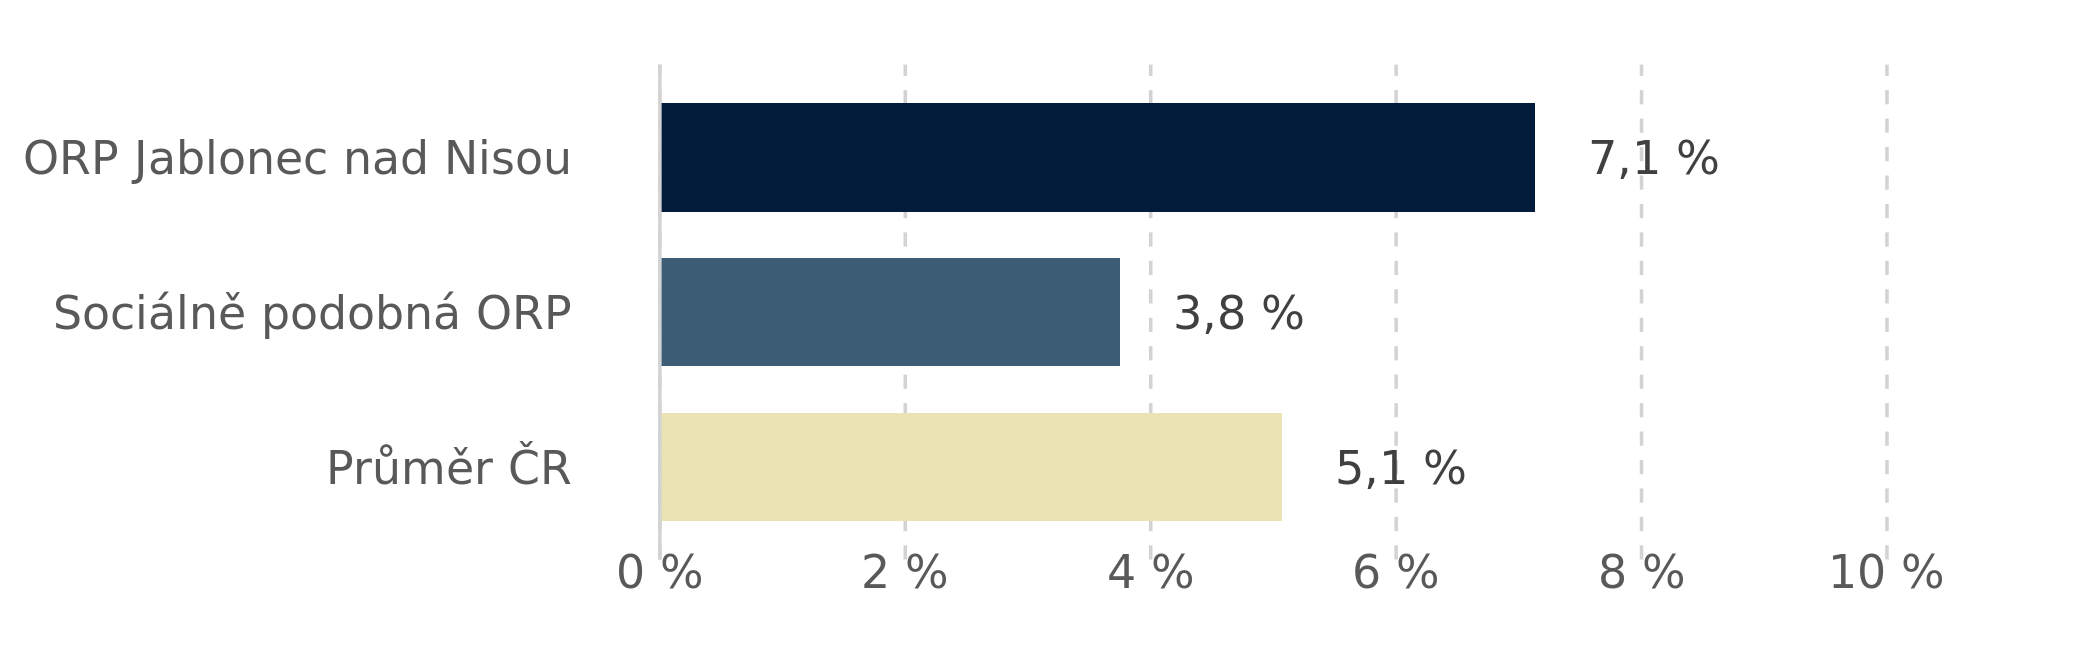 ORP Jablonec nad Nisou
7,1 %
Sociálně podobná ORP
3,8 %
Průměr ČR
5,1 %
0 % 2 % 4 % 6 % 8 % 10 %